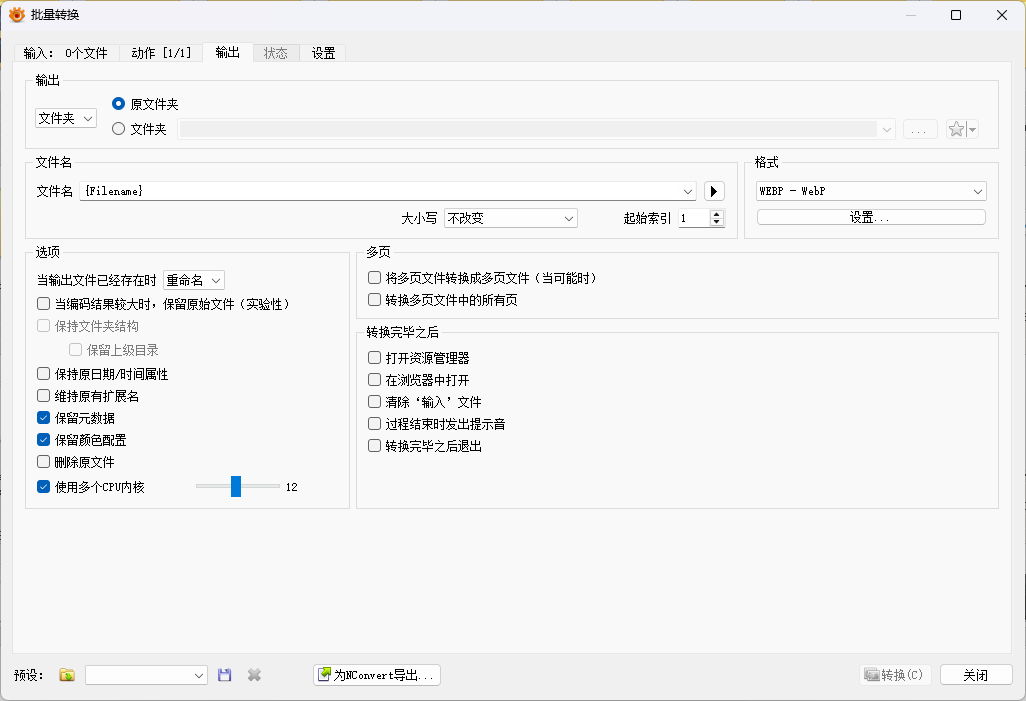 批量转换
输入: 0个文件 动作 [1/1] 输出 状态 设置
输出
文件夹
原文件夹
文件夹
...
文件名
文件名 {Filename}
大小写 不改变 起始索引 1
格式
WEBP - WebP
设置...
选项
当输出文件已经存在时 重命名
当编码结果较大时, 保留原始文件 (实验性)
保持文件夹结构
保留上级目录
保持原日期/时间属性
维持原有扩展名
保留元数据
保留颜色配置
删除原文件
使用多个CPU内核 12
多页
将多页文件转换成多页文件 (当可能时)
转换多页文件中的所有页
转换完毕之后
打开资源管理器
在浏览器中打开
清除‘输入’文件
过程结束时发出提示音
转换完毕之后退出
预设: 为NConvert导出... 转换(C) 关闭